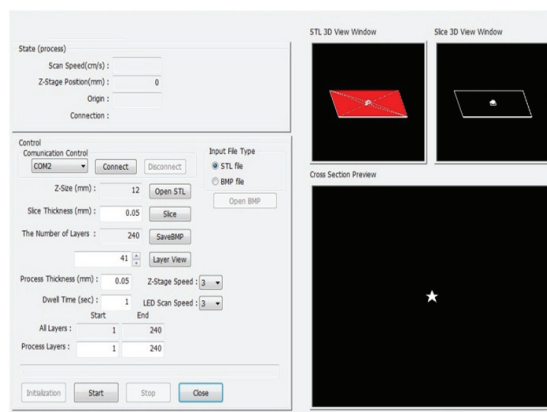 STL 3D View Window
Slice 3D View Window
State (process)
Scan Speed(cm/s) :
Z-Stage Position(mm) : 0
Origin :
Connection :
Control
Comunication Control
COM2 Connect Disconnect
Input File Type
STL file
BMP file
Open BMP
Z-Size (mm) : 12 Open STL
Slice Thickness (mm) : 0.05 Slice
The Number of Layers : 240 SaveBMP
41 Layer View
Process Thickness (mm) : 0.05 Z-Stage Speed : 3
Dwell Time (sec) : 1 LED Scan Speed : 3
Start End
All Layers : 1 240
Process Layers : 1 240
Initialization Start Stop Close
Cross Section Preview